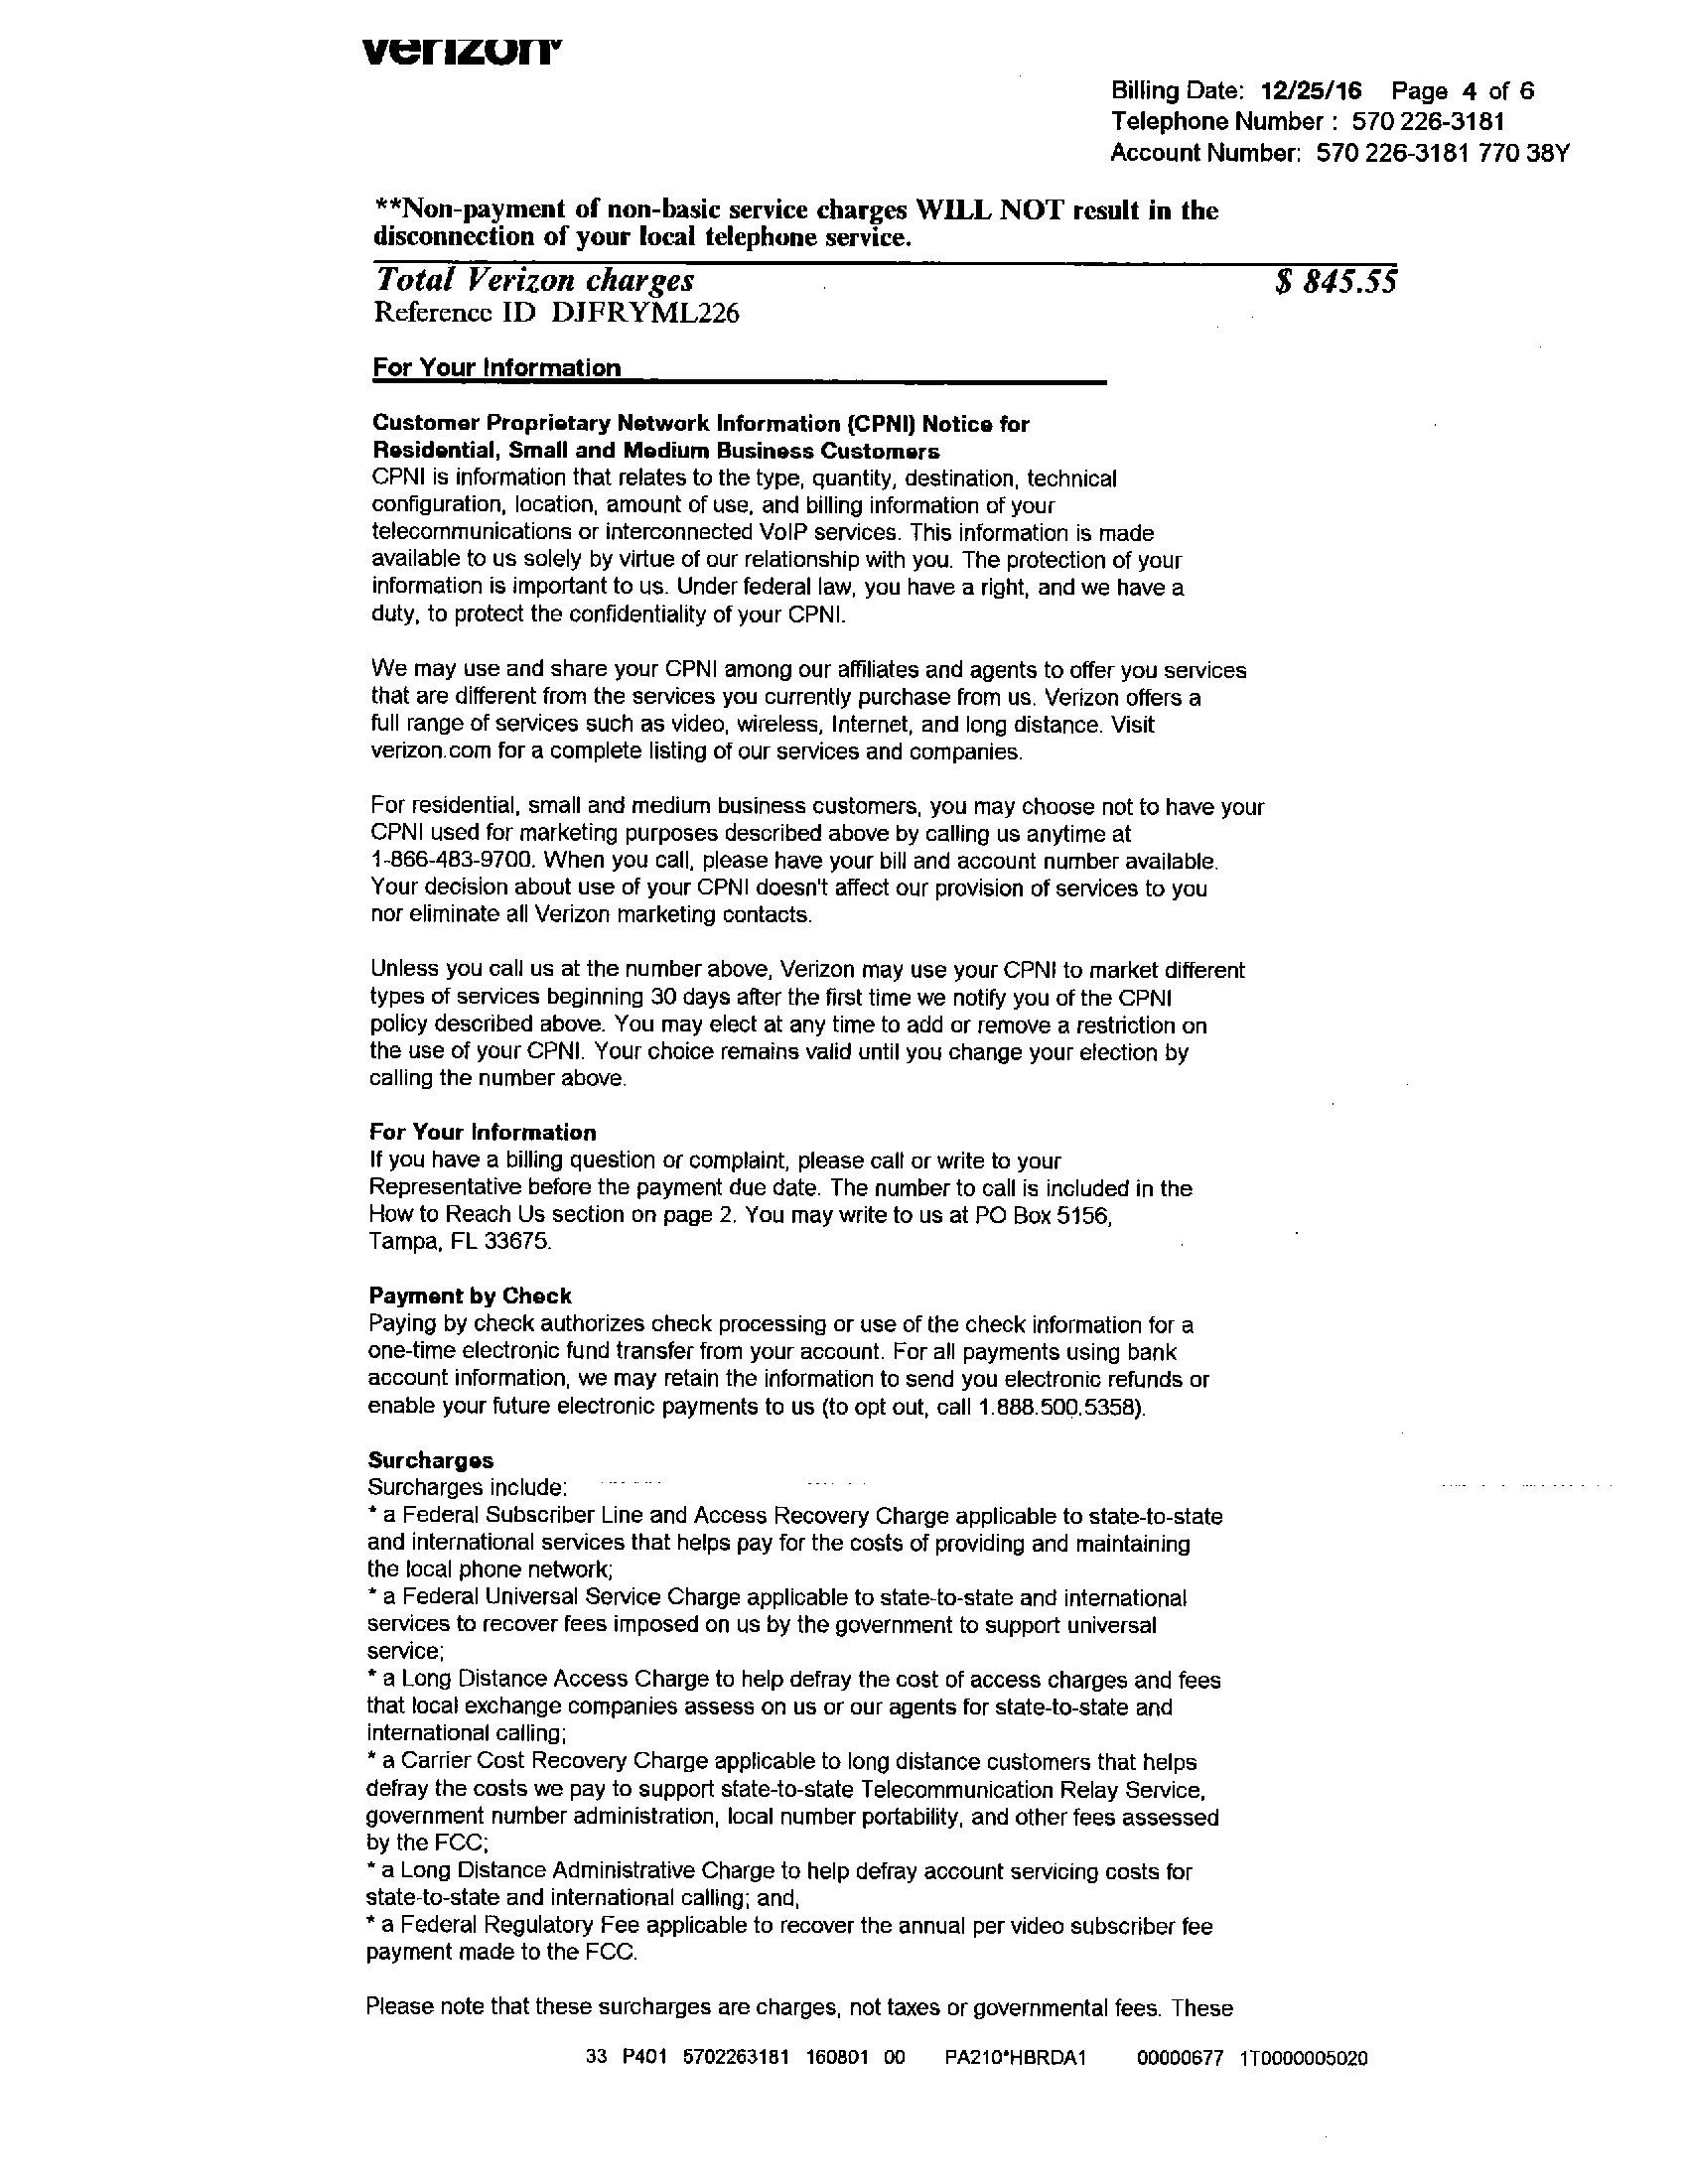 verizon
Billing Date: 12/25/16 Page 4 of 6
Telephone Number : 570 226-3181
Account Number: 570 226-3181 770 38Y
**Non-payment of non-basic service charges WILL NOT result in the
disconnection of your local telephone service.
Total Verizon charges $ 845.55
Reference ID DJFRYML226
For Your Information
Customer Proprietary Network Information (CPNI) Notice for
Residential, Small and Medium Business Customers
CPNI is information that relates to the type, quantity, destination, technical
configuration, location, amount of use, and billing information of your
telecommunications or interconnected VoIP services. This information is made
available to us solely by virtue of our relationship with you. The protection of your
information is important to us. Under federal law, you have a right, and we have a
duty, to protect the confidentiality of your CPNI.
We may use and share your CPNI among our affiliates and agents to offer you services
that are different from the services you currently purchase from us. Verizon offers a
full range of services such as video, wireless, Internet, and long distance. Visit
verizon.com for a complete listing of our services and companies.
For residential, small and medium business customers, you may choose not to have your
CPNI used for marketing purposes described above by calling us anytime at
1-866-483-9700. When you call, please have your bill and account number available.
Your decision about use of your CPNI doesn't affect our provision of services to you
nor eliminate all Verizon marketing contacts.
Unless you call us at the number above, Verizon may use your CPNI to market different
types of services beginning 30 days after the first time we notify you of the CPNI
policy described above. You may elect at any time to add or remove a restriction on
the use of your CPNI. Your choice remains valid until you change your election by
calling the number above.
For Your Information
If you have a billing question or complaint, please call or write to your
Representative before the payment due date. The number to call is included in the
How to Reach Us section on page 2. You may write to us at PO Box 5156,
Tampa, FL 33675.
Payment by Check
Paying by check authorizes check processing or use of the check information for a
one-time electronic fund transfer from your account. For all payments using bank
account information, we may retain the information to send you electronic refunds or
enable your future electronic payments to us (to opt out, call 1.888.500.5358).
Surcharges
Surcharges include:
* a Federal Subscriber Line and Access Recovery Charge applicable to state-to-state
and international services that helps pay for the costs of providing and maintaining
the local phone network;
* a Federal Universal Service Charge applicable to state-to-state and international
services to recover fees imposed on us by the government to support universal
service;
* a Long Distance Access Charge to help defray the cost of access charges and fees
that local exchange companies assess on us or our agents for state-to-state and
international calling;
* a Carrier Cost Recovery Charge applicable to long distance customers that helps
defray the costs we pay to support state-to-state Telecommunication Relay Service,
government number administration, local number portability, and other fees assessed
by the FCC;
* a Long Distance Administrative Charge to help defray account servicing costs for
state-to-state and international calling; and,
* a Federal Regulatory Fee applicable to recover the annual per video subscriber fee
payment made to the FCC.
Please note that these surcharges are charges, not taxes or governmental fees. These
33 P401 5702263181 160801 00 PA210*HBRDA1 00000677 1T0000005020